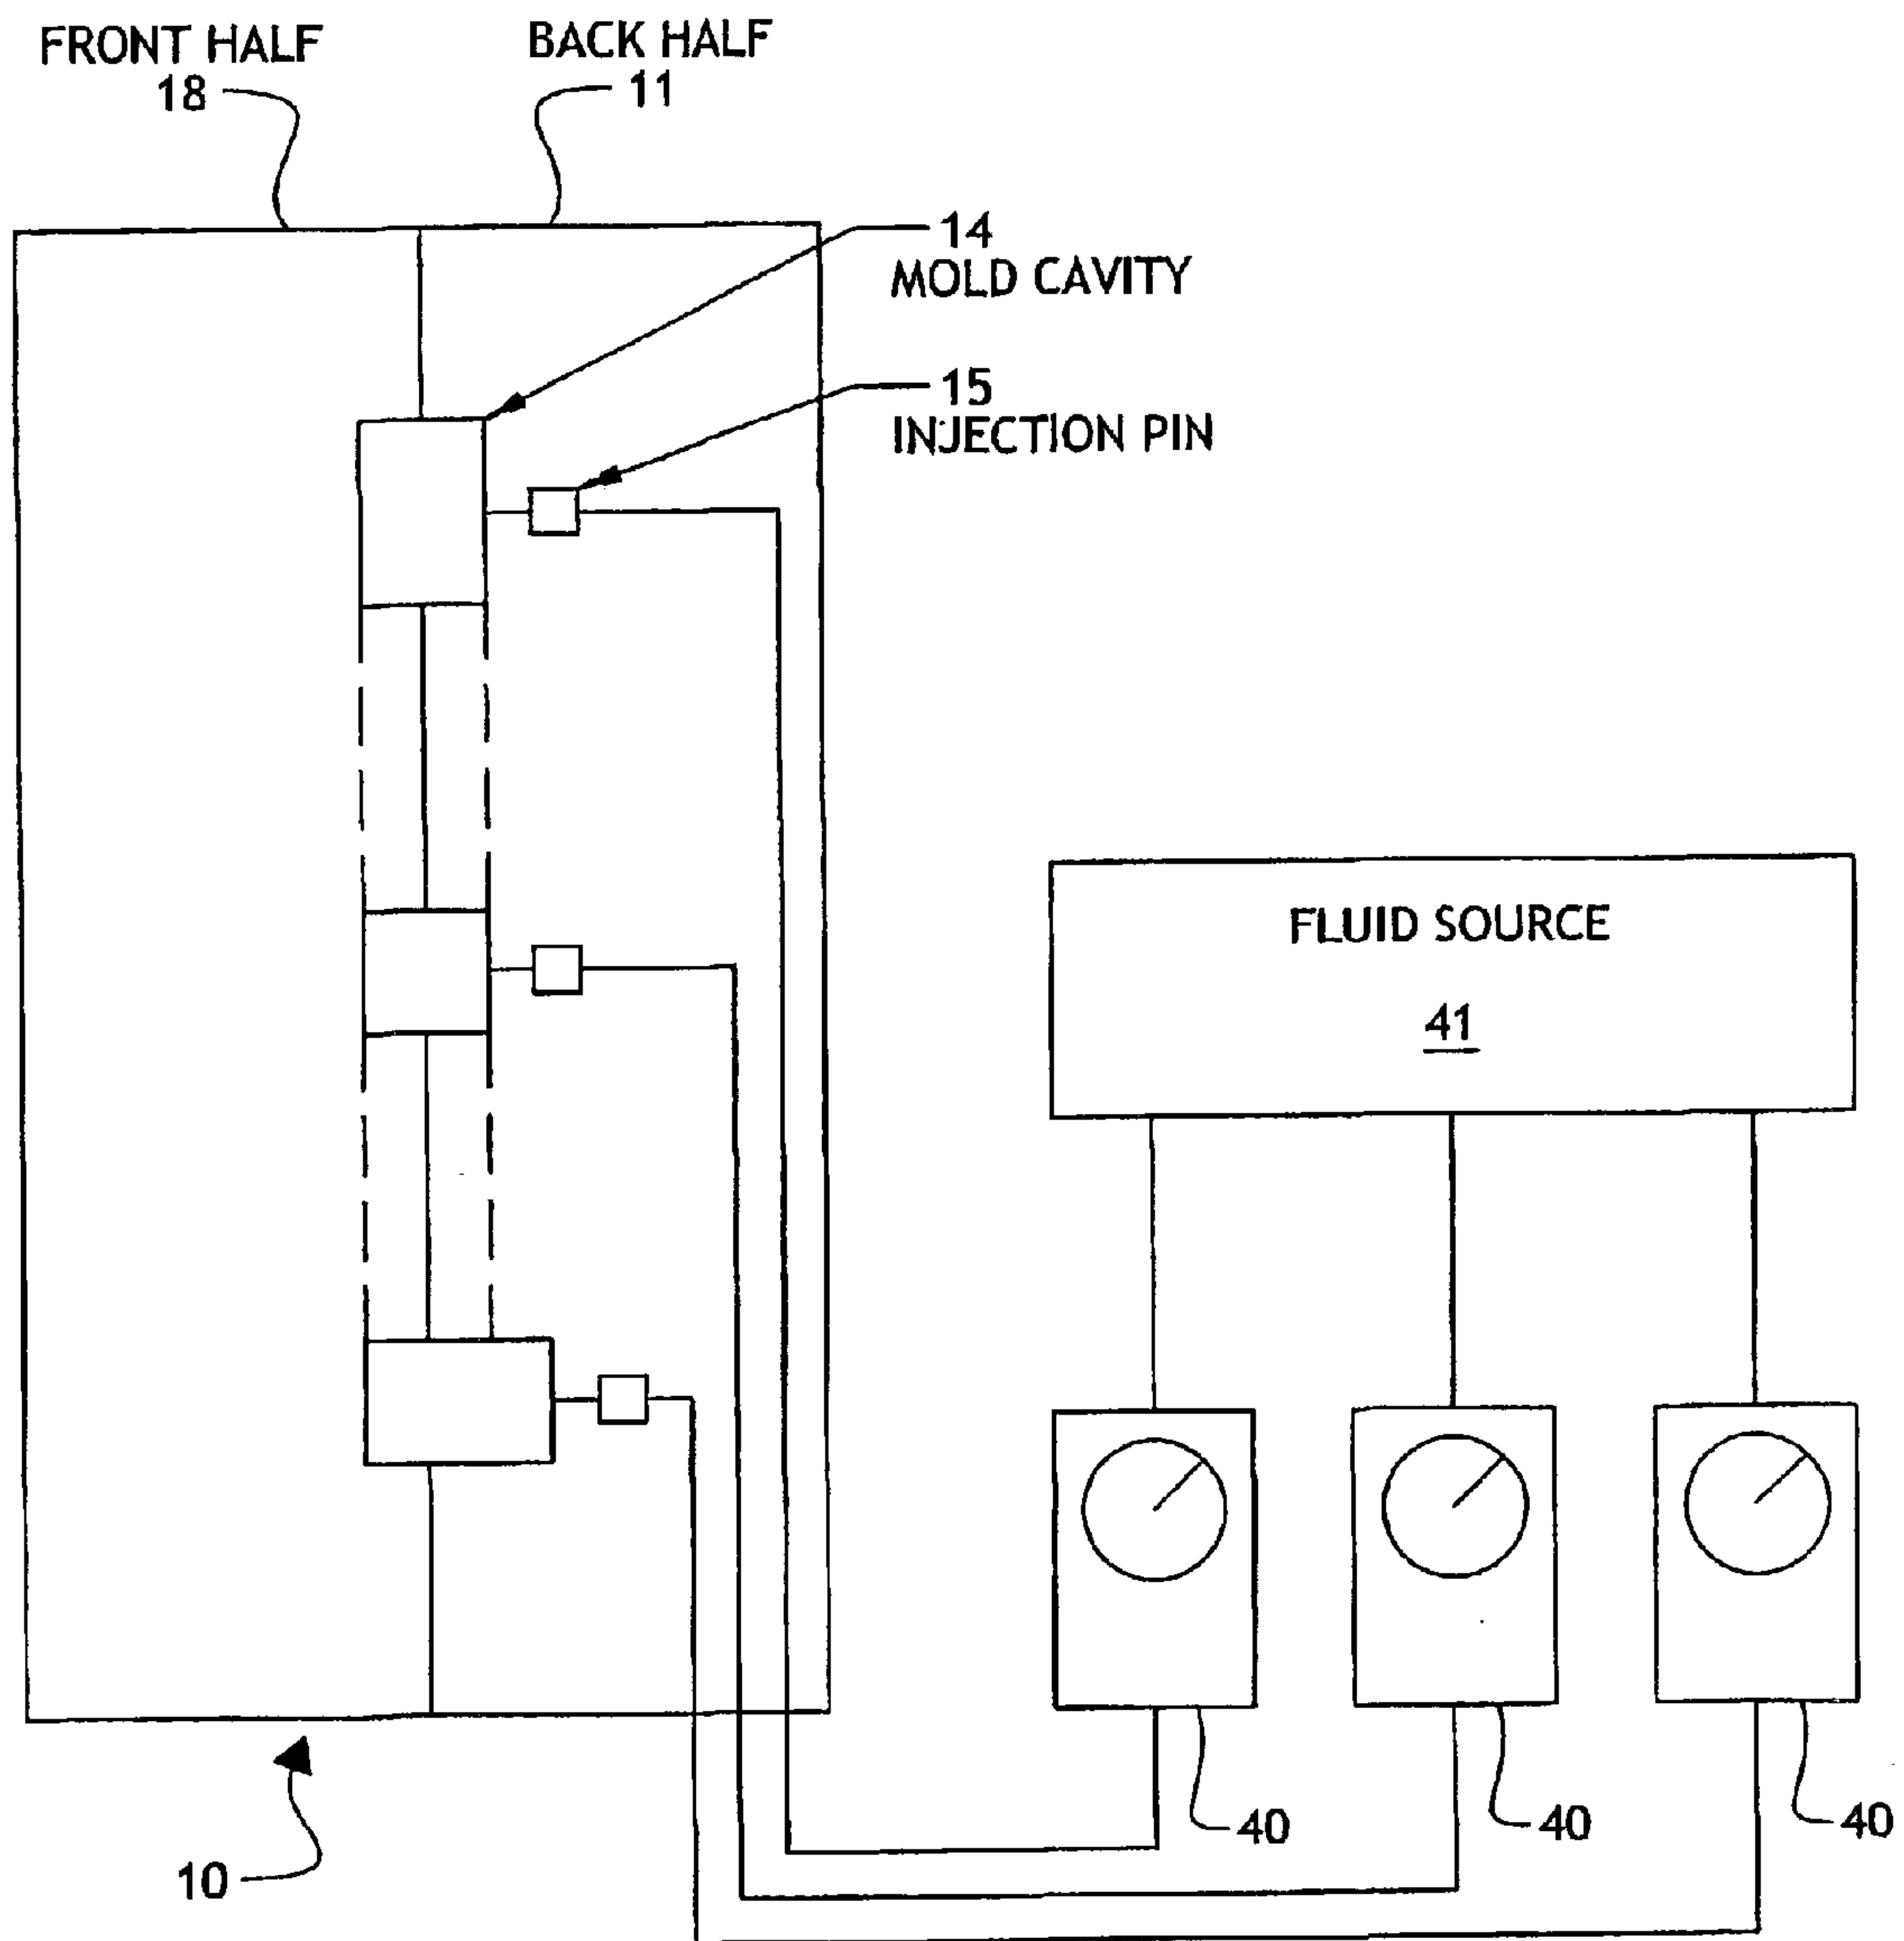 FRONT HALF
18
BACK HALF
11
14
MOLD CAVITY
15
INJECTION PIN
FLUID SOURCE
41
40
40
40
10